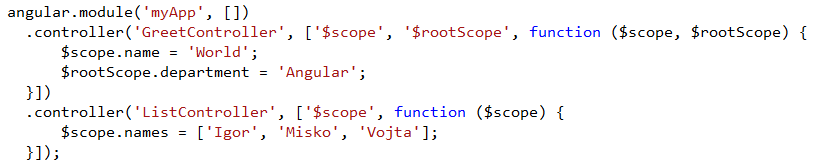 angular.module('myApp', [])
  .controller('GreetController', ['$scope', '$rootScope', function ($scope, $rootScope) {
      $scope.name = 'World';
      $rootScope.department = 'Angular';
  }])
  .controller('ListController', ['$scope', function ($scope) {
      $scope.names = ['Igor', 'Misko', 'Vojta'];
  }]);